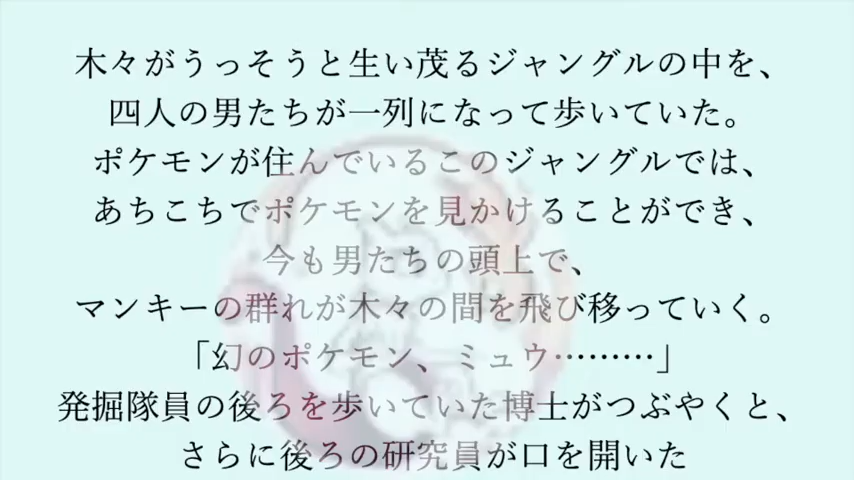 木々がうっそうと生い茂るジャングルの中を、
四人の男たちが一列になって歩いていた。
ポケモンが住んでいるこのジャングルでは、
あちこちでポケモンを見かけることができ、
今も男たちの頭上で、
マンキーの群れが木々の間を飛び移っていく。
「幻のポケモン、ミュウ………」
発掘隊員の後ろを歩いていた博士がつぶやくと、
さらに後ろの研究員が口を開いた